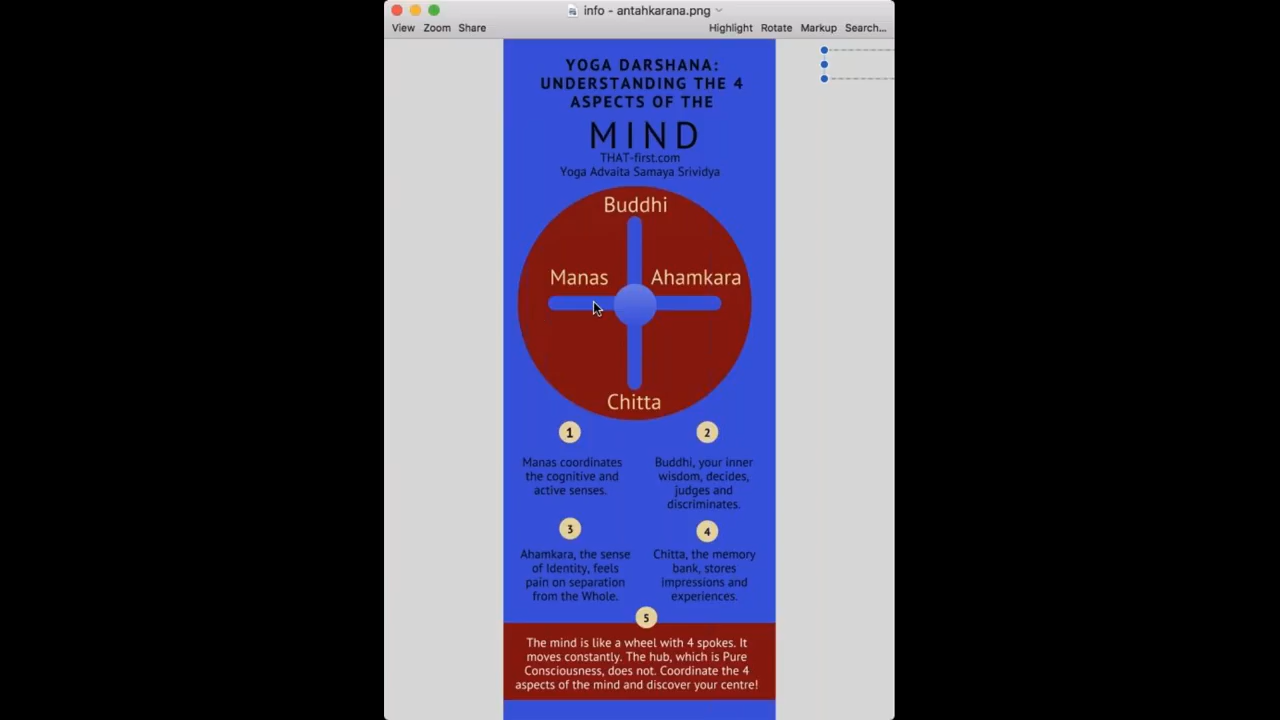 info - antahkarana.png
View Zoom Share Highlight Rotate Markup Search...
YOGA DARSHANA:
UNDERSTANDING THE 4
ASPECTS OF THE
MIND
THAT-first.com
Yoga Advaita Samaya Srividya
Buddhi
Manas Ahamkara
Chitta
1
Manas coordinates
the cognitive and
active senses.
2
Buddhi, your inner
wisdom, decides,
judges and
discriminates.
3
Ahamkara, the sense
of Identity, feels
pain on separation
from the Whole.
4
Chitta, the memory
bank, stores
impressions and
experiences.
5
The mind is like a wheel with 4 spokes. It
moves constantly. The hub, which is Pure
Consciousness, does not. Coordinate the 4
aspects of the mind and discover your centre!